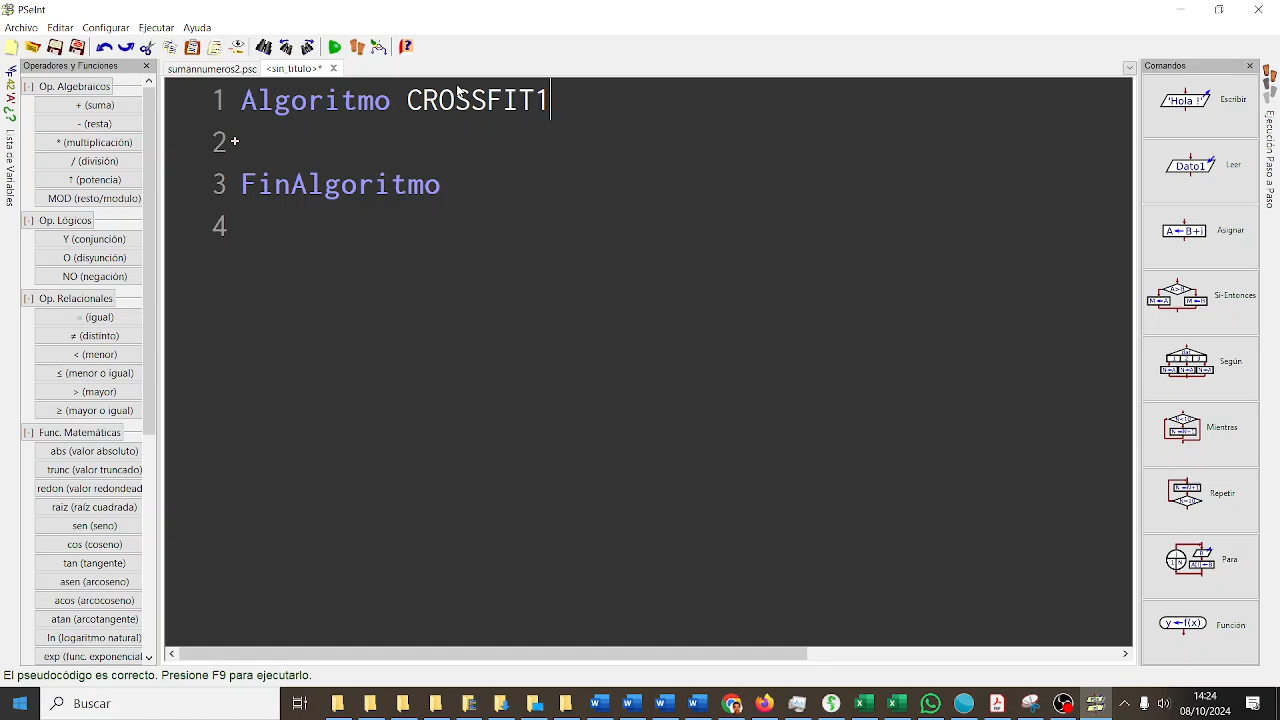 PSeInt
Archivo Editar Configurar Ejecutar Ayuda
Operadores y Funciones
sumannumeros2.psc
<sin_titulo>*
Comandos
Lista de Variables
Op. Algebraicos
+ (suma)
- (resta)
* (multiplicación)
/ (división)
↑ (potencia)
MOD (resto/modulo)
Op. Lógicos
Y (conjunción)
O (disyunción)
NO (negación)
Op. Relacionales
= (igual)
≠ (distinto)
< (menor)
≤ (menor o igual)
> (mayor)
≥ (mayor o igual)
Func. Matemáticas
abs (valor absoluto)
trunc (valor truncado)
redon (valor redondead
raiz (raíz cuadrada)
sen (seno)
cos (coseno)
tan (tangente)
asen (arcoseno)
acos (arcocoseno)
atan (arcotangente)
ln (logaritmo natural)
exp (func. exponencial
1 Algoritmo CROSSFIT1
2
3 FinAlgoritmo
4
'Hola !' Escribir
Dato1 Leer
A ← B+i Asignar
Si-Entonces
Según
Mientras
Repetir
Para
y ← f(x) Función
Ejecución Paso a Paso
El pseudocódigo es correcto. Presione F9 para ejecutarlo.
Buscar
14:24
08/10/2024